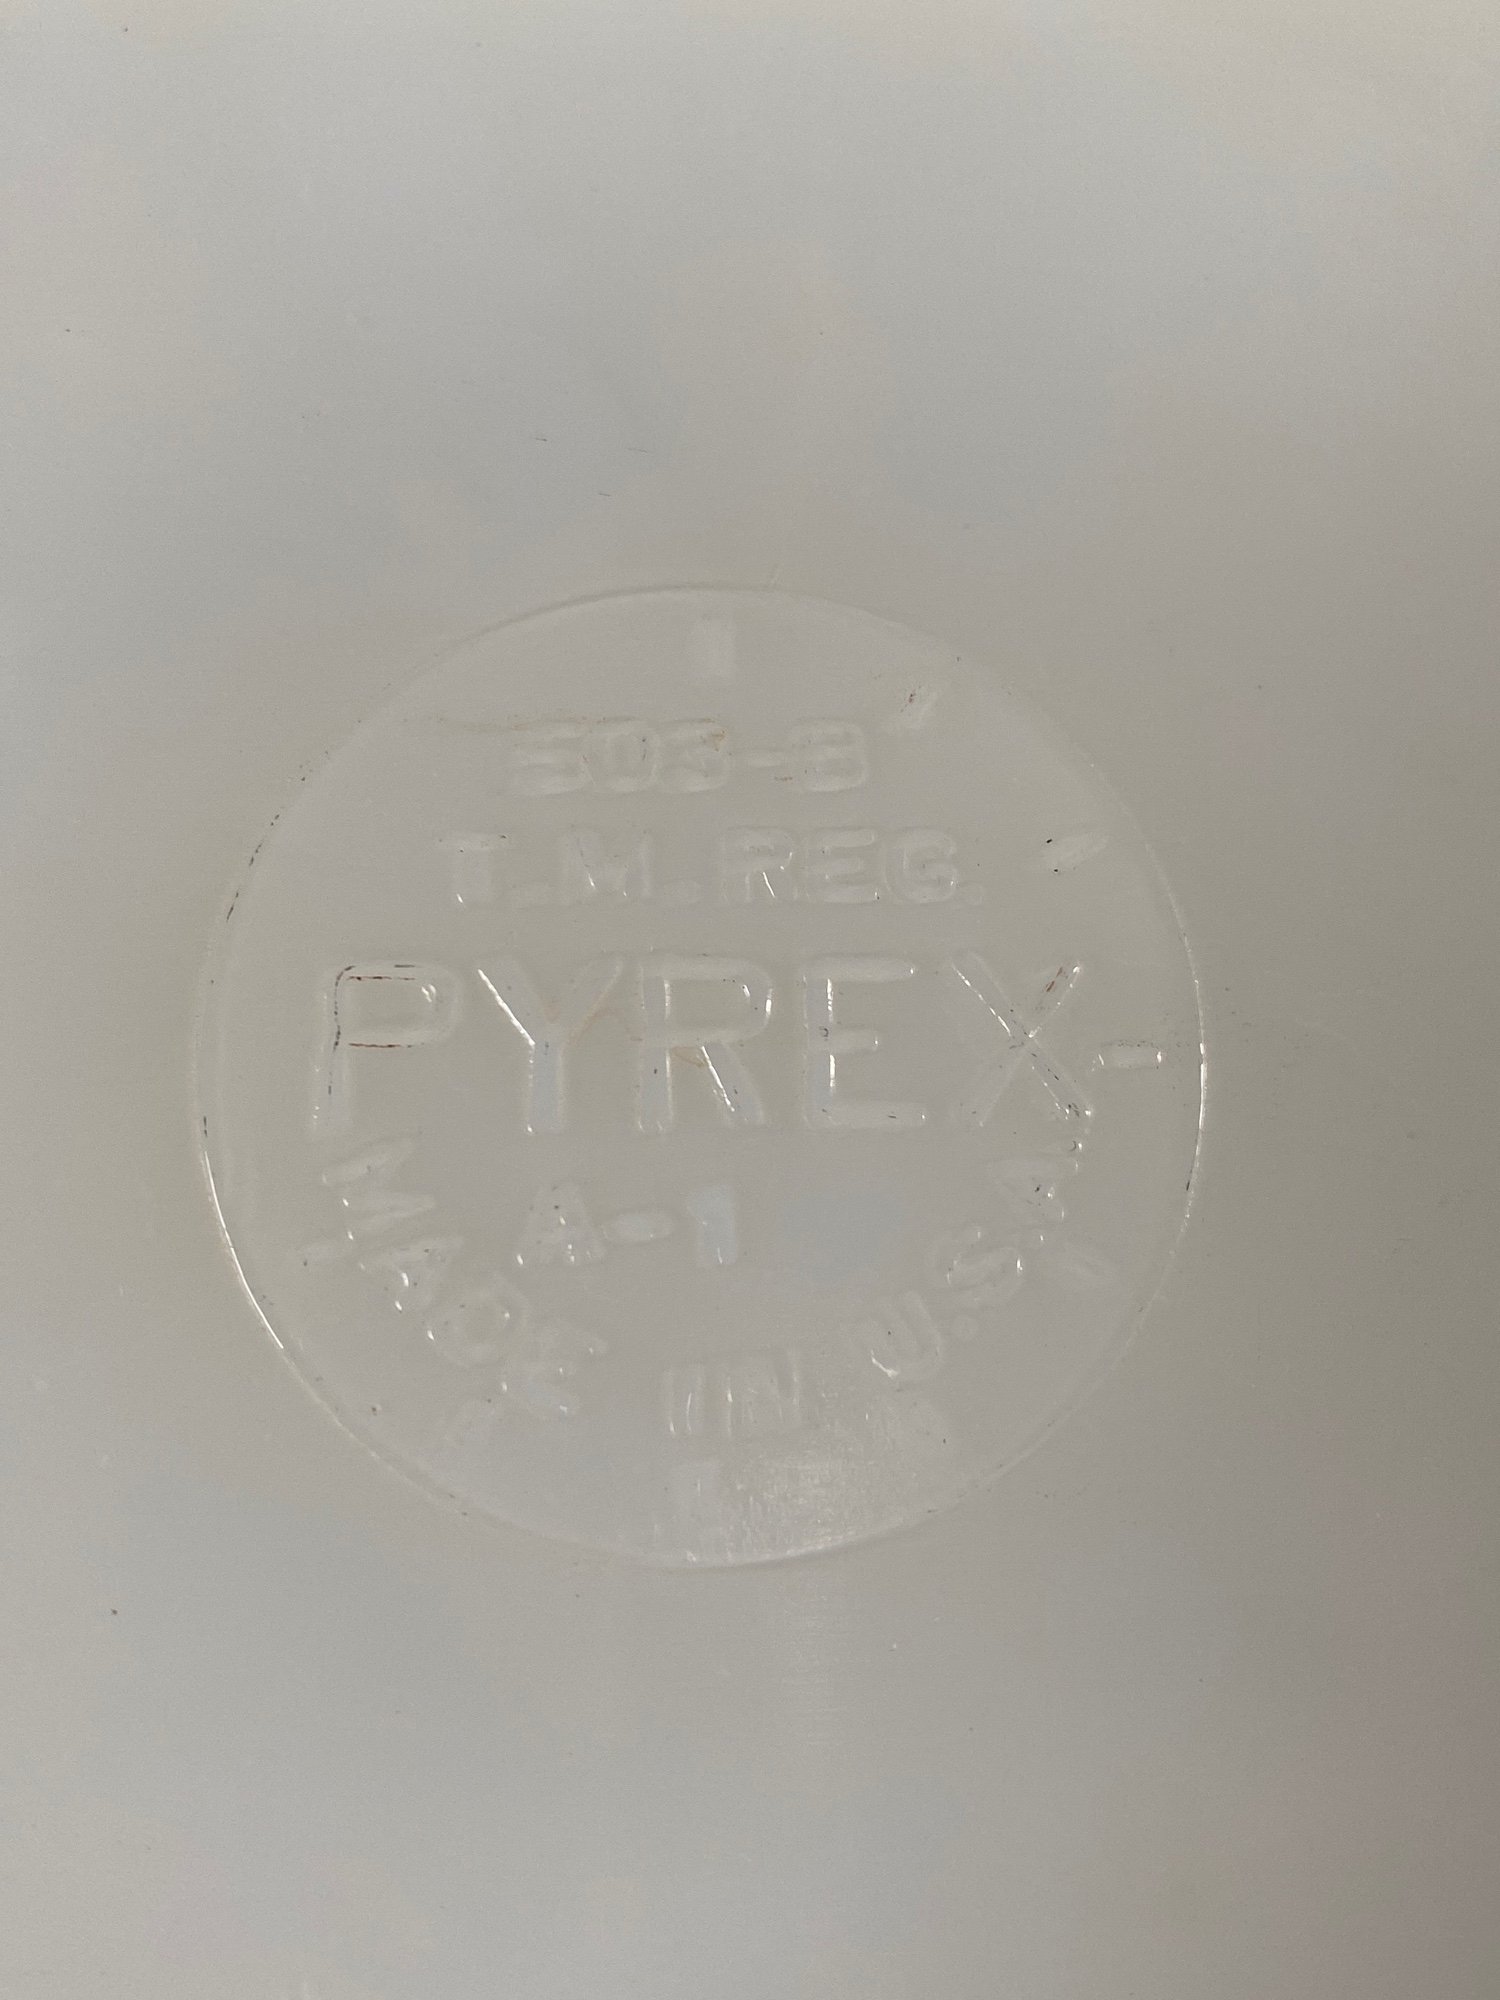 503-B
T.M. REG.
PYREX
A-1
MADE IN U.S.A.